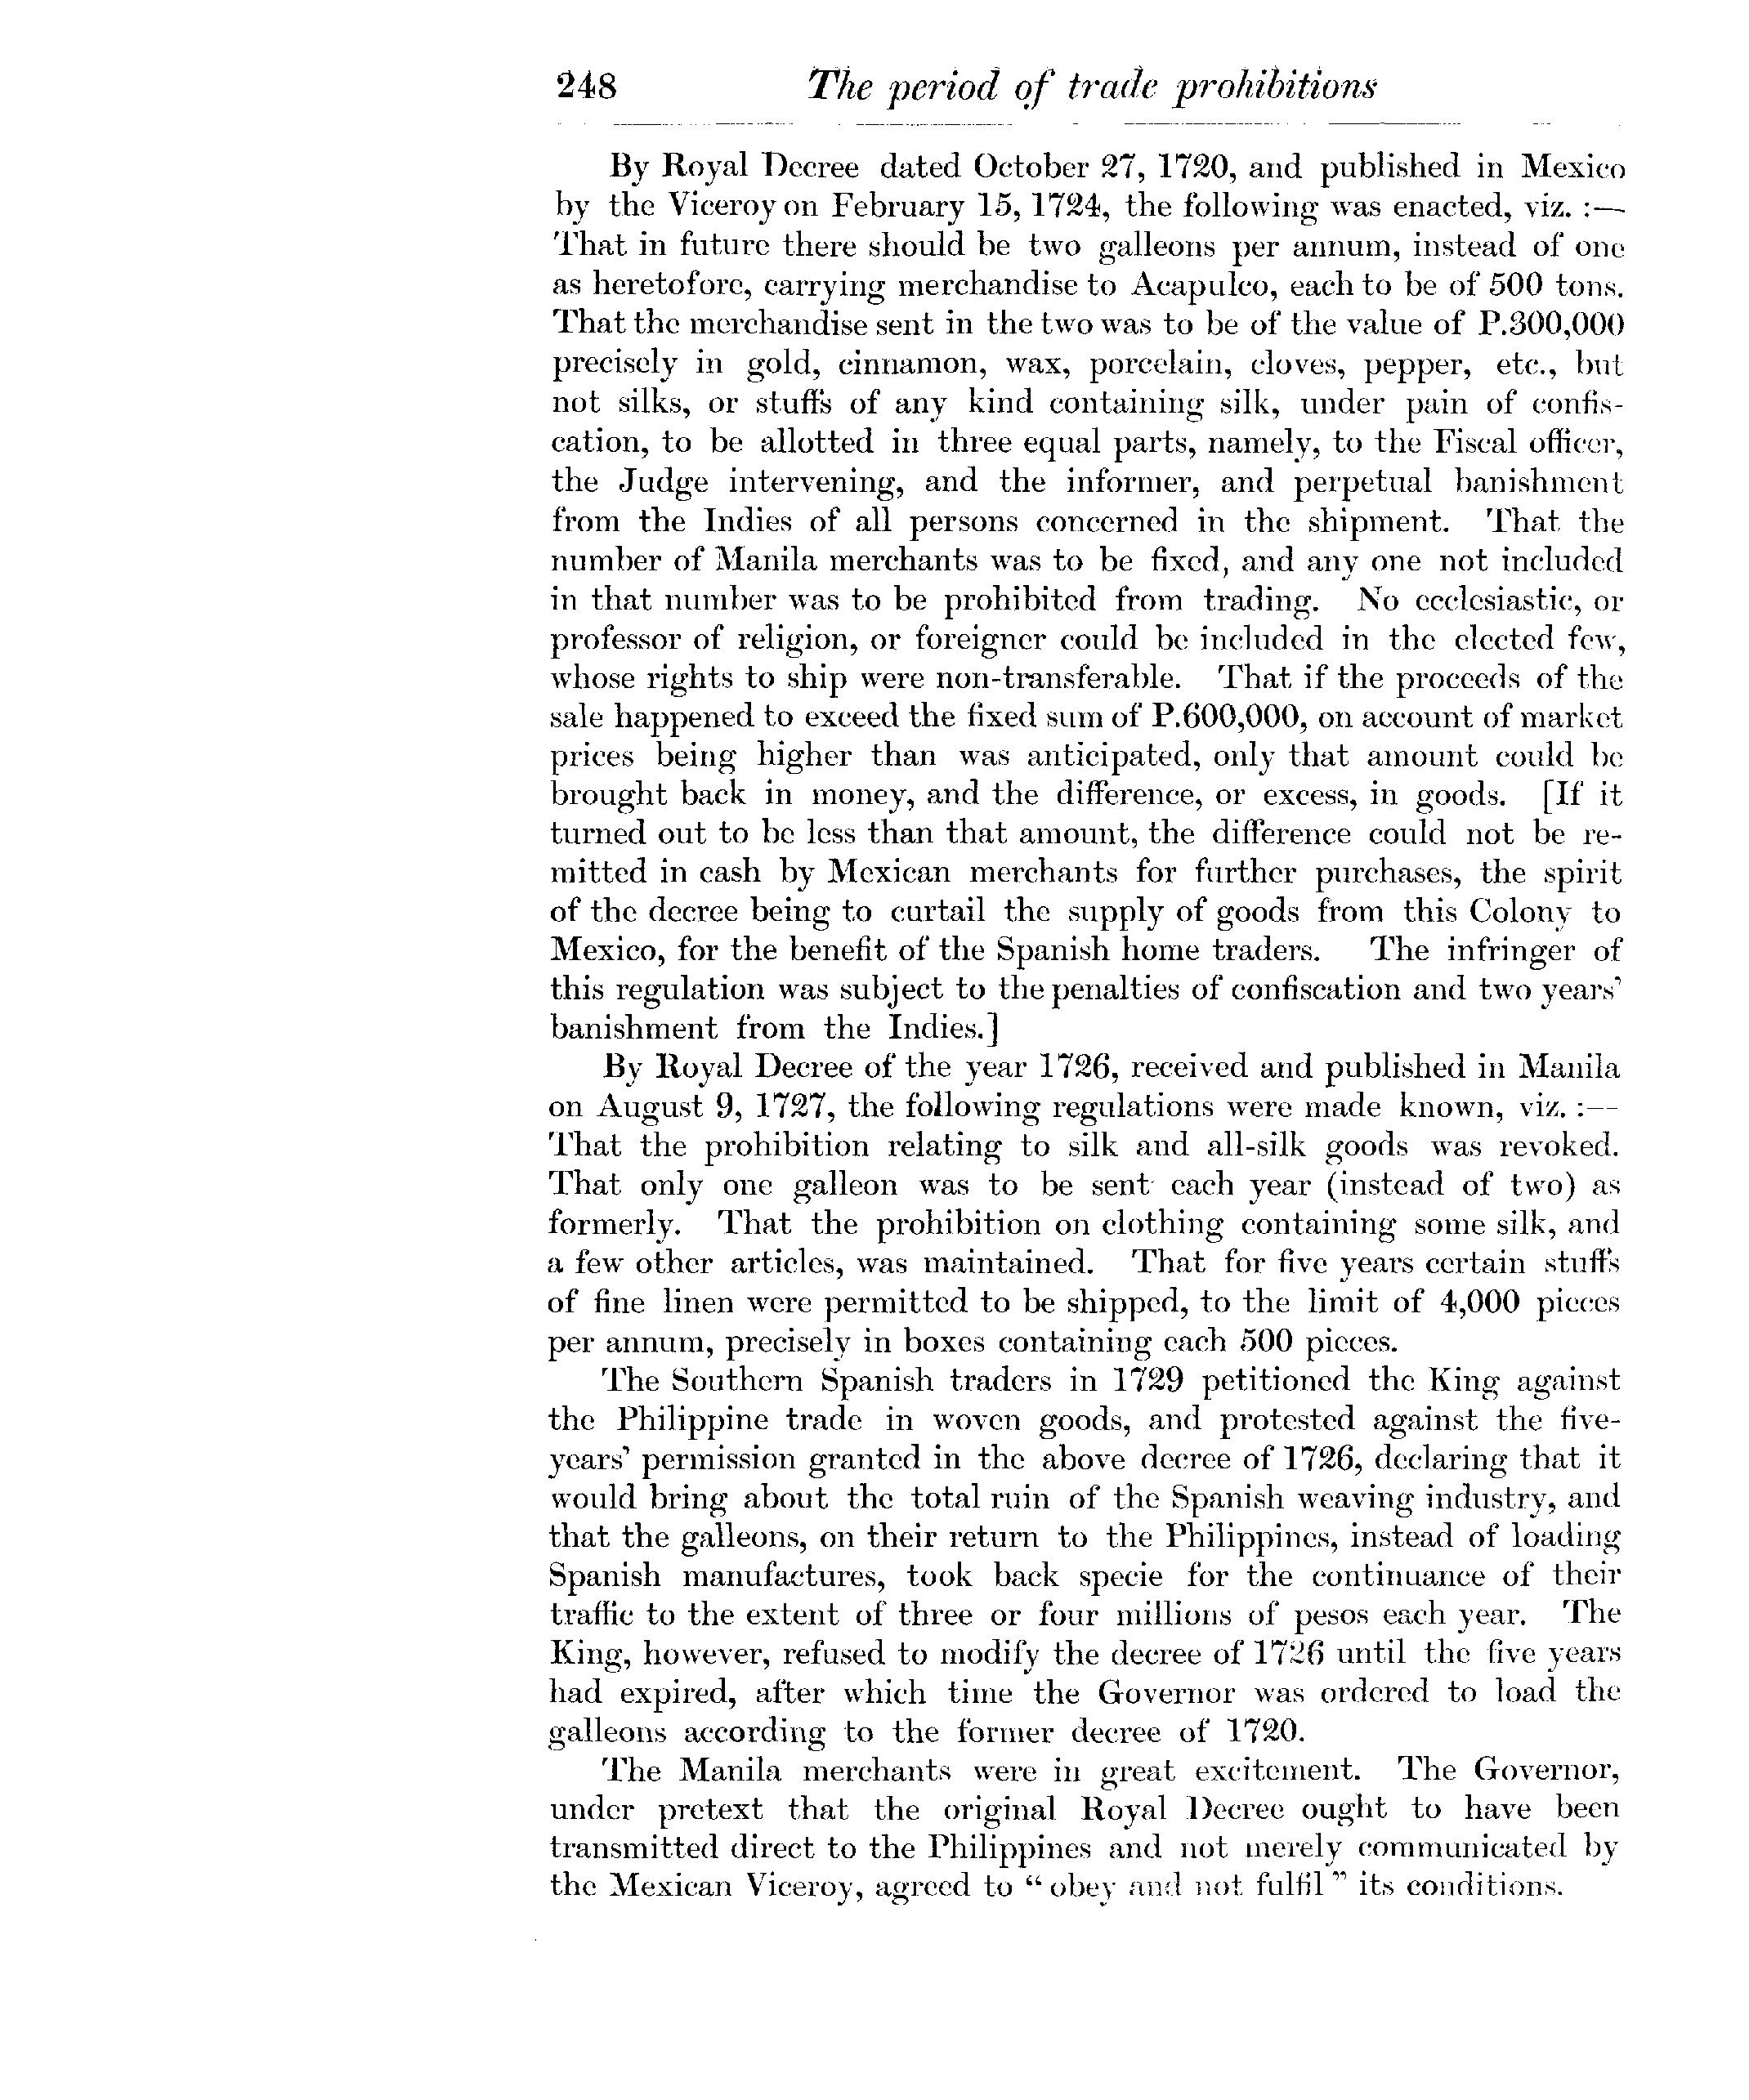 248 The period of trade prohibitions
By Royal Decree dated October 27, 1720, and published in Mexico
by the Viceroy on February 15, 1724, the following was enacted, viz. :—
That in future there should be two galleons per annum, instead of one
as heretofore, carrying merchandise to Acapulco, each to be of 500 tons.
That the merchandise sent in the two was to be of the value of P.300,000
precisely in gold, cinnamon, wax, porcelain, cloves, pepper, etc., but
not silks, or stuffs of any kind containing silk, under pain of confis-
cation, to be allotted in three equal parts, namely, to the Fiscal officer,
the Judge intervening, and the informer, and perpetual banishment
from the Indies of all persons concerned in the shipment. That the
number of Manila merchants was to be fixed, and any one not included
in that number was to be prohibited from trading. No ecclesiastic, or
professor of religion, or foreigner could be included in the elected few,
whose rights to ship were non-transferable. That if the proceeds of the
sale happened to exceed the fixed sum of P.600,000, on account of market
prices being higher than was anticipated, only that amount could be
brought back in money, and the difference, or excess, in goods. [If it
turned out to be less than that amount, the difference could not be re-
mitted in cash by Mexican merchants for further purchases, the spirit
of the decree being to curtail the supply of goods from this Colony to
Mexico, for the benefit of the Spanish home traders. The infringer of
this regulation was subject to the penalties of confiscation and two years'
banishment from the Indies.]
By Royal Decree of the year 1726, received and published in Manila
on August 9, 1727, the following regulations were made known, viz. :—
That the prohibition relating to silk and all-silk goods was revoked.
That only one galleon was to be sent each year (instead of two) as
formerly. That the prohibition on clothing containing some silk, and
a few other articles, was maintained. That for five years certain stuffs
of fine linen were permitted to be shipped, to the limit of 4,000 pieces
per annum, precisely in boxes containing each 500 pieces.
The Southern Spanish traders in 1729 petitioned the King against
the Philippine trade in woven goods, and protested against the five-
years' permission granted in the above decree of 1726, declaring that it
would bring about the total ruin of the Spanish weaving industry, and
that the galleons, on their return to the Philippines, instead of loading
Spanish manufactures, took back specie for the continuance of their
traffic to the extent of three or four millions of pesos each year. The
King, however, refused to modify the decree of 1726 until the five years
had expired, after which time the Governor was ordered to load the
galleons according to the former decree of 1720.
The Manila merchants were in great excitement. The Governor,
under pretext that the original Royal Decree ought to have been
transmitted direct to the Philippines and not merely communicated by
the Mexican Viceroy, agreed to "obey and not fulfil" its conditions.